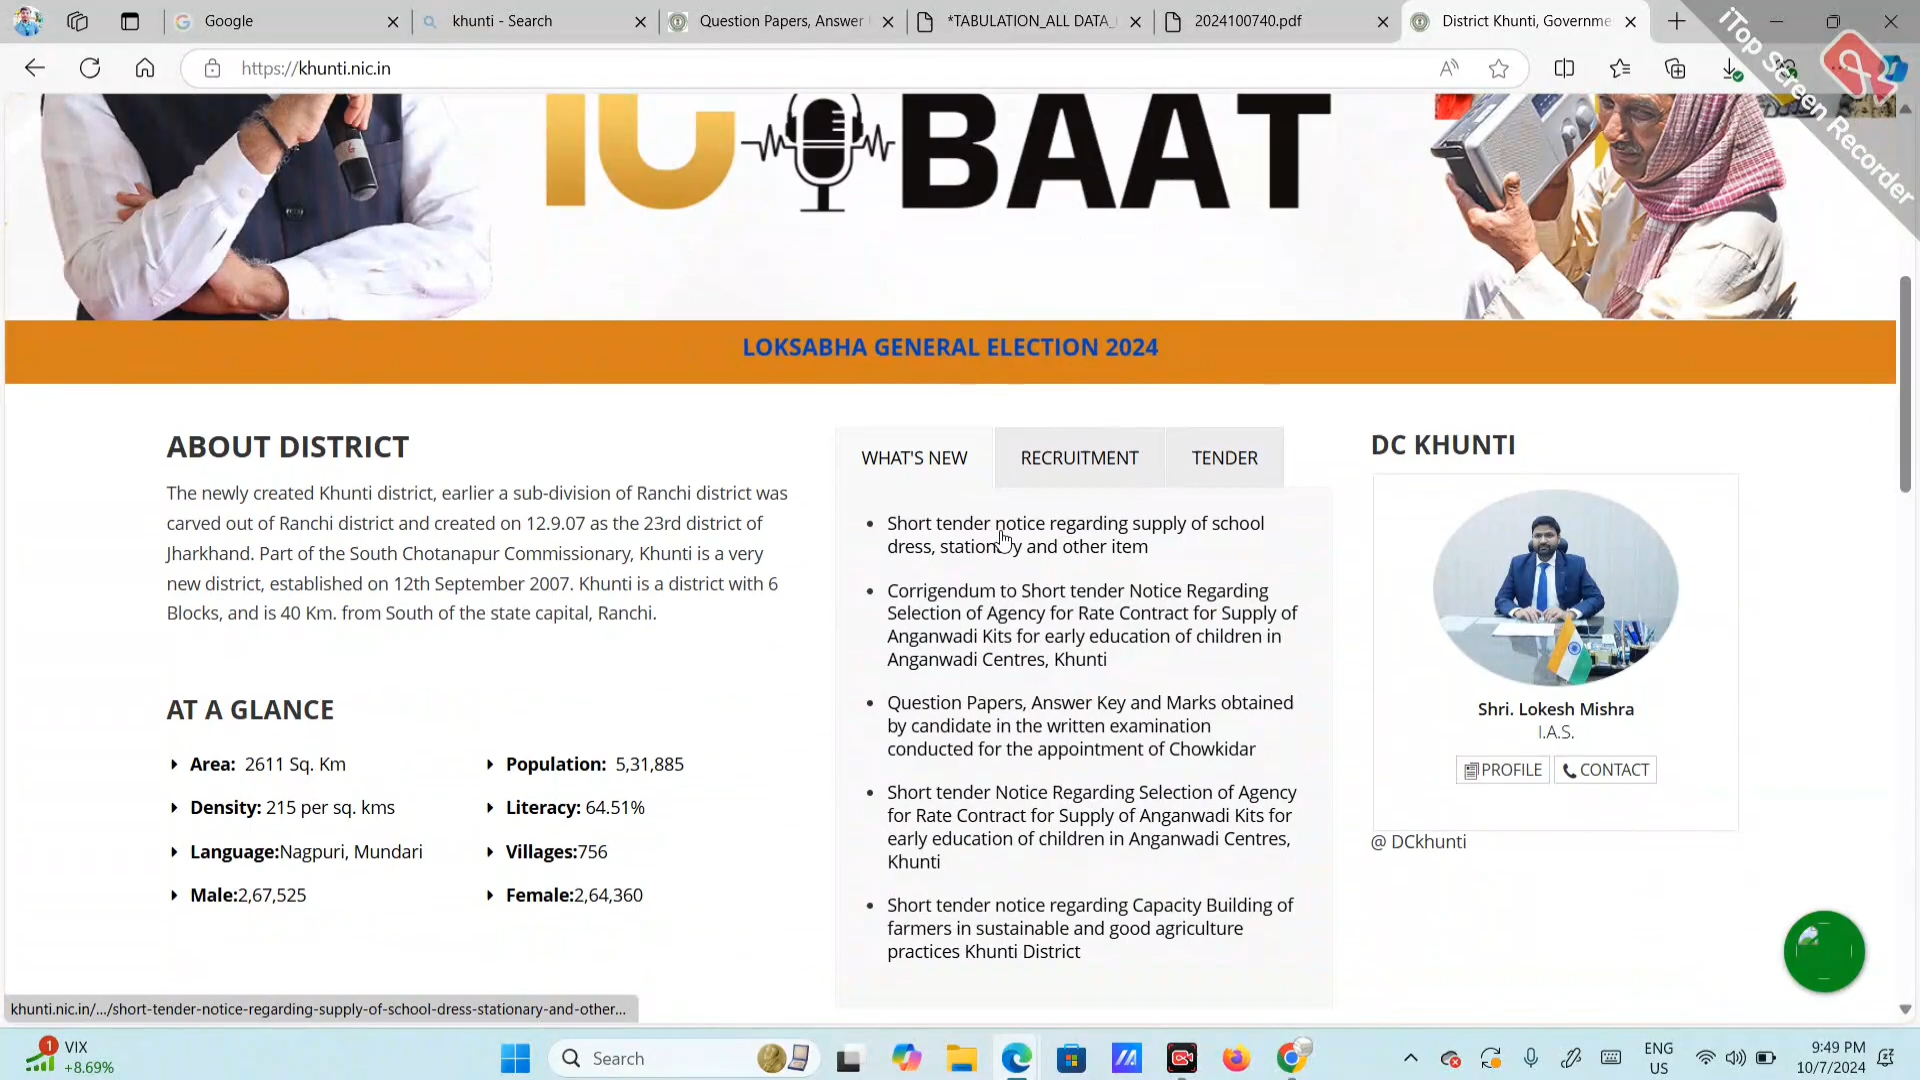 Google
khunti - Search
Question Papers, Answer
*TABULATION_ALL DATA_
2024100740.pdf
District Khunti, Governme
https://khunti.nic.in
iTop Screen Recorder
BAAT
LOKSABHA GENERAL ELECTION 2024
ABOUT DISTRICT
The newly created Khunti district, earlier a sub-division of Ranchi district was
carved out of Ranchi district and created on 12.9.07 as the 23rd district of
Jharkhand. Part of the South Chotanapur Commissionary, Khunti is a very
new district, established on 12th September 2007. Khunti is a district with 6
Blocks, and is 40 Km. from South of the state capital, Ranchi.
AT A GLANCE
Area: 2611 Sq. Km
Population: 5,31,885
Density: 215 per sq. kms
Literacy: 64.51%
Language:Nagpuri, Mundari
Villages:756
Male:2,67,525
Female:2,64,360
WHAT'S NEW RECRUITMENT TENDER
Short tender notice regarding supply of school
dress, stationary and other item
Corrigendum to Short tender Notice Regarding
Selection of Agency for Rate Contract for Supply of
Anganwadi Kits for early education of children in
Anganwadi Centres, Khunti
Question Papers, Answer Key and Marks obtained
by candidate in the written examination
conducted for the appointment of Chowkidar
Short tender Notice Regarding Selection of Agency
for Rate Contract for Supply of Anganwadi Kits for
early education of children in Anganwadi Centres,
Khunti
Short tender notice regarding Capacity Building of
farmers in sustainable and good agriculture
practices Khunti District
DC KHUNTI
Shri. Lokesh Mishra
I.A.S.
PROFILE CONTACT
@ DCkhunti
khunti.nic.in/.../short-tender-notice-regarding-supply-of-school-dress-stationary-and-other...
1
VIX
+8.69%
Search
ENG
US
9:49 PM
10/7/2024